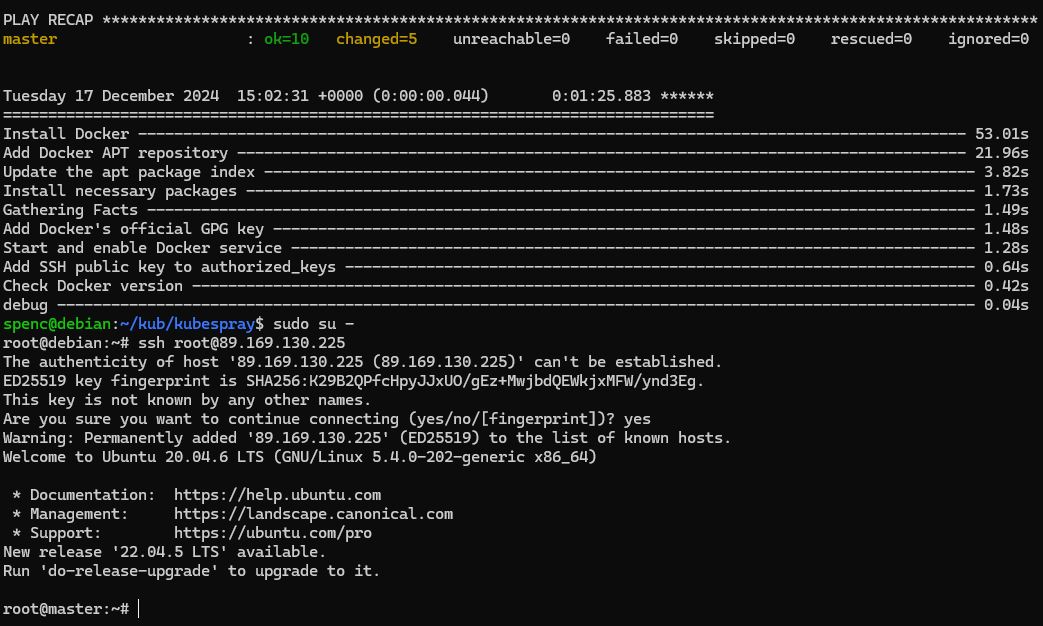 PLAY RECAP ********************************************************************************************************
master                     : ok=10   changed=5    unreachable=0    failed=0    skipped=0    rescued=0    ignored=0
Tuesday 17 December 2024  15:02:31 +0000 (0:00:00.044)       0:01:25.883 ******
===============================================================================
Install Docker -------------------------------------------------------------------------------------------- 53.01s
Add Docker APT repository --------------------------------------------------------------------------------- 21.96s
Update the apt package index ------------------------------------------------------------------------------- 3.82s
Install necessary packages --------------------------------------------------------------------------------- 1.73s
Gathering Facts -------------------------------------------------------------------------------------------- 1.49s
Add Docker's official GPG key ------------------------------------------------------------------------------ 1.48s
Start and enable Docker service ---------------------------------------------------------------------------- 1.28s
Add SSH public key to authorized_keys ---------------------------------------------------------------------- 0.64s
Check Docker version --------------------------------------------------------------------------------------- 0.42s
debug ------------------------------------------------------------------------------------------------------ 0.04s
spenc@debian:~/kub/kubespray$ sudo su -
root@debian:~# ssh root@89.169.130.225
The authenticity of host '89.169.130.225 (89.169.130.225)' can't be established.
ED25519 key fingerprint is SHA256:K29B2QPfcHpyJJxUO/gEz+MwjbdQEWkjxMFW/ynd3Eg.
This key is not known by any other names.
Are you sure you want to continue connecting (yes/no/[fingerprint])? yes
Warning: Permanently added '89.169.130.225' (ED25519) to the list of known hosts.
Welcome to Ubuntu 20.04.6 LTS (GNU/Linux 5.4.0-202-generic x86_64)
 * Documentation:  https://help.ubuntu.com
 * Management:     https://landscape.canonical.com
 * Support:        https://ubuntu.com/pro
New release '22.04.5 LTS' available.
Run 'do-release-upgrade' to upgrade to it.
root@master:~#